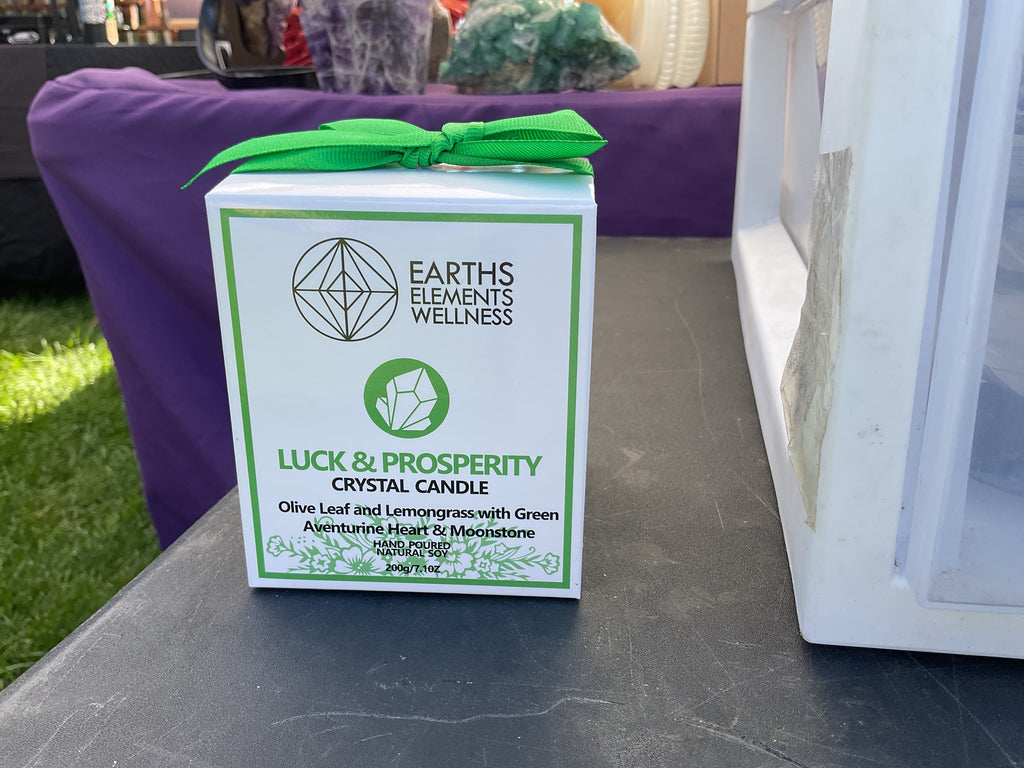 EARTHS
ELEMENTS
WELLNESS
LUCK & PROSPERITY
CRYSTAL CANDLE
Olive Leaf and Lemongrass with Green
Aventurine Heart & Moonstone
HAND POURED
NATURAL SOY
200g/7.1OZ